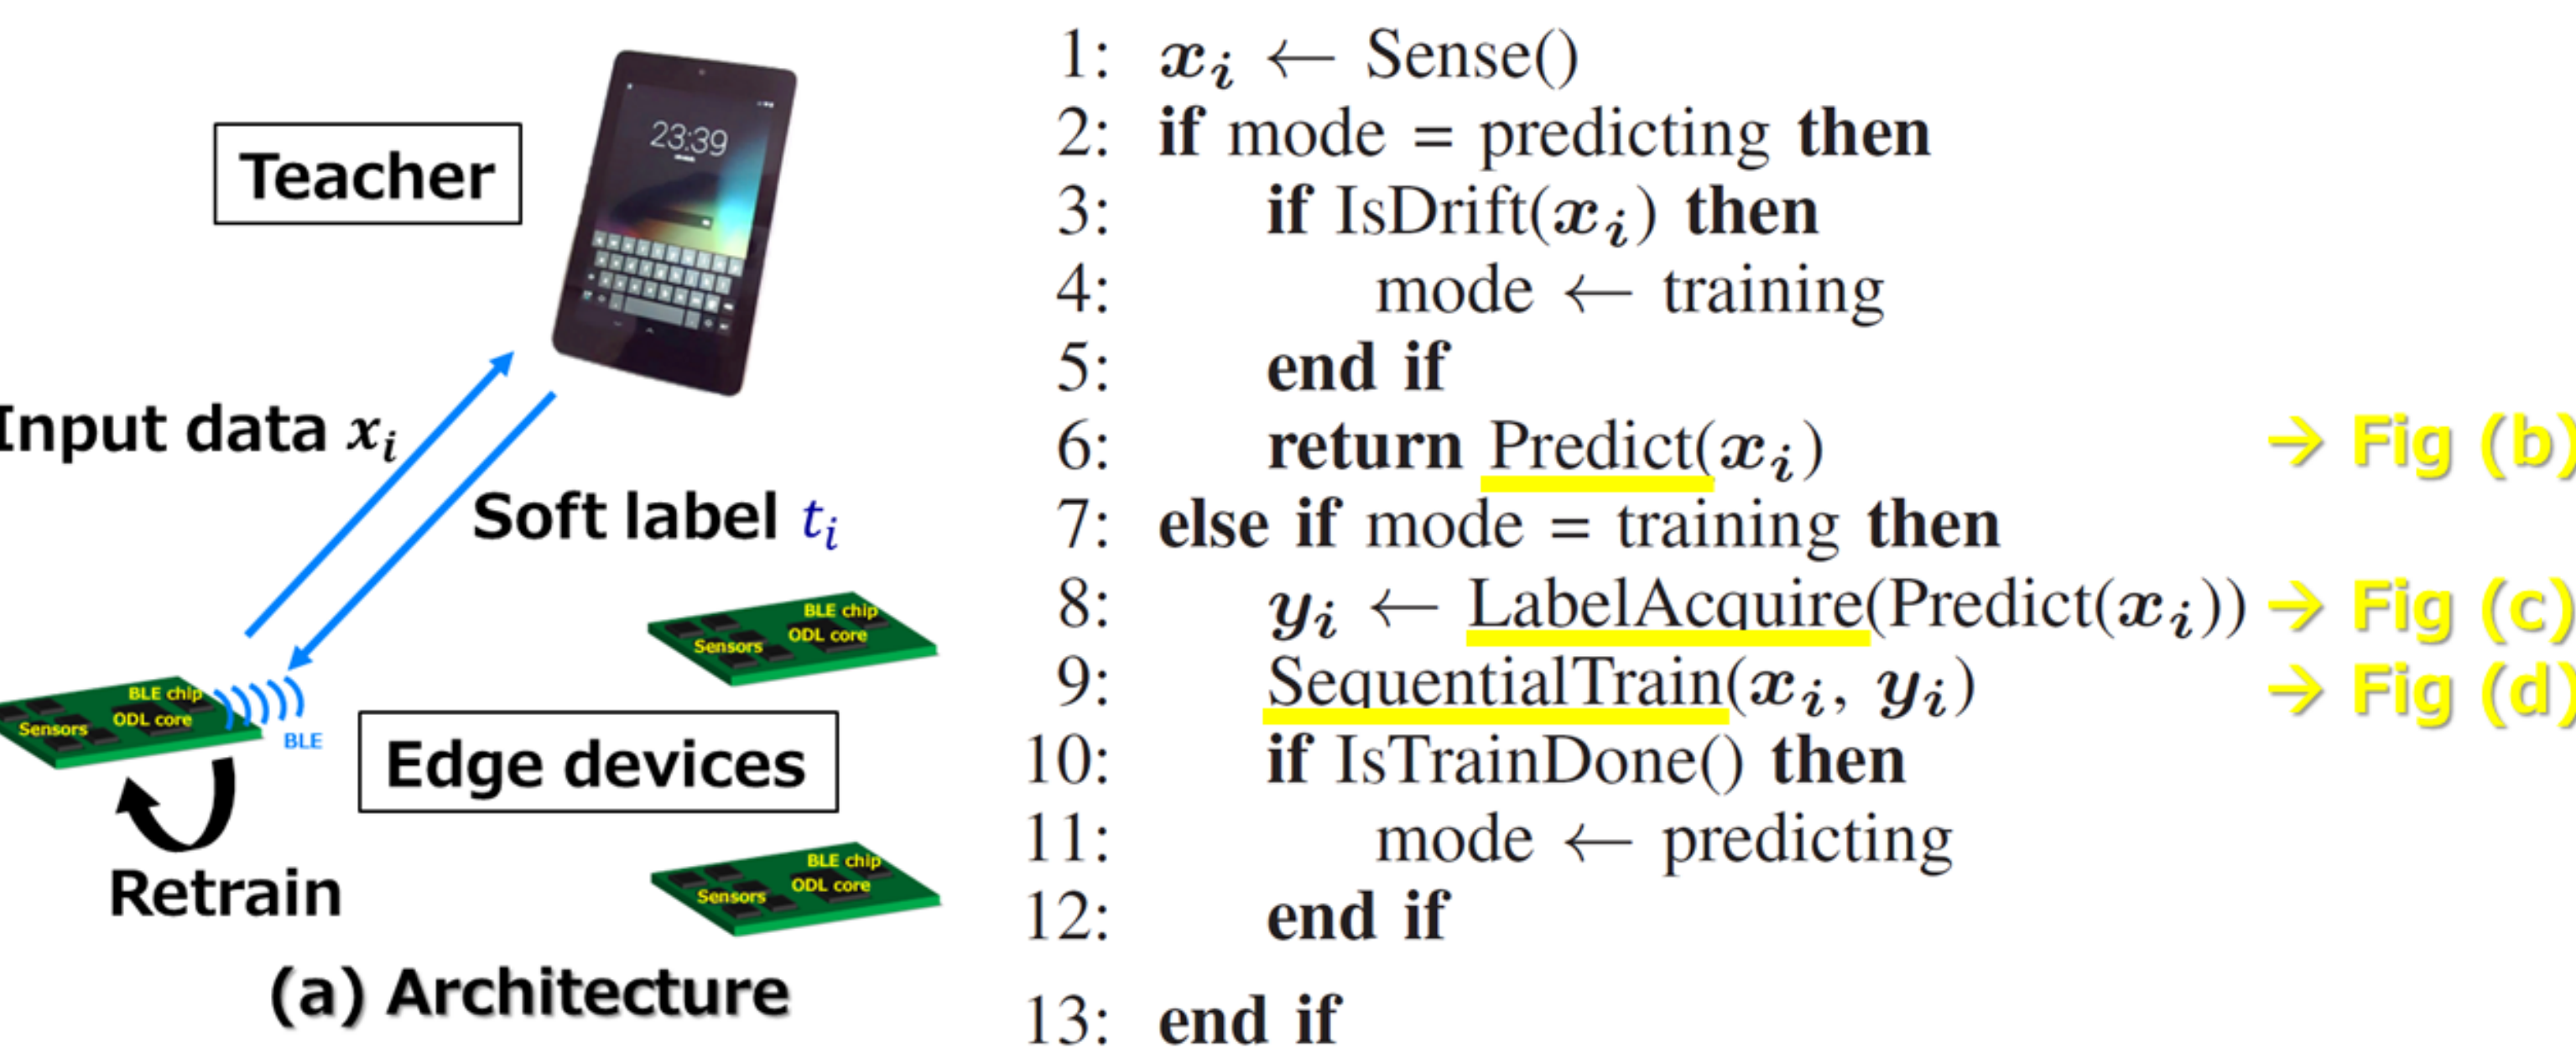 Teacher
23:39
Input data xᵢ
Soft label tᵢ
BLE chip
ODL core
Sensors
BLE chip
ODL core
Sensors
BLE
Edge devices
Retrain
BLE chip
ODL core
Sensors
(a) Architecture
1: xᵢ ← Sense()
2: if mode = predicting then
3: if IsDrift(xᵢ) then
4: mode ← training
5: end if
6: return Predict(xᵢ) → Fig (b)
7: else if mode = training then
8: yᵢ ← LabelAcquire(Predict(xᵢ)) → Fig (c)
9: SequentialTrain(xᵢ, yᵢ) → Fig (d)
10: if IsTrainDone() then
11: mode ← predicting
12: end if
13: end if